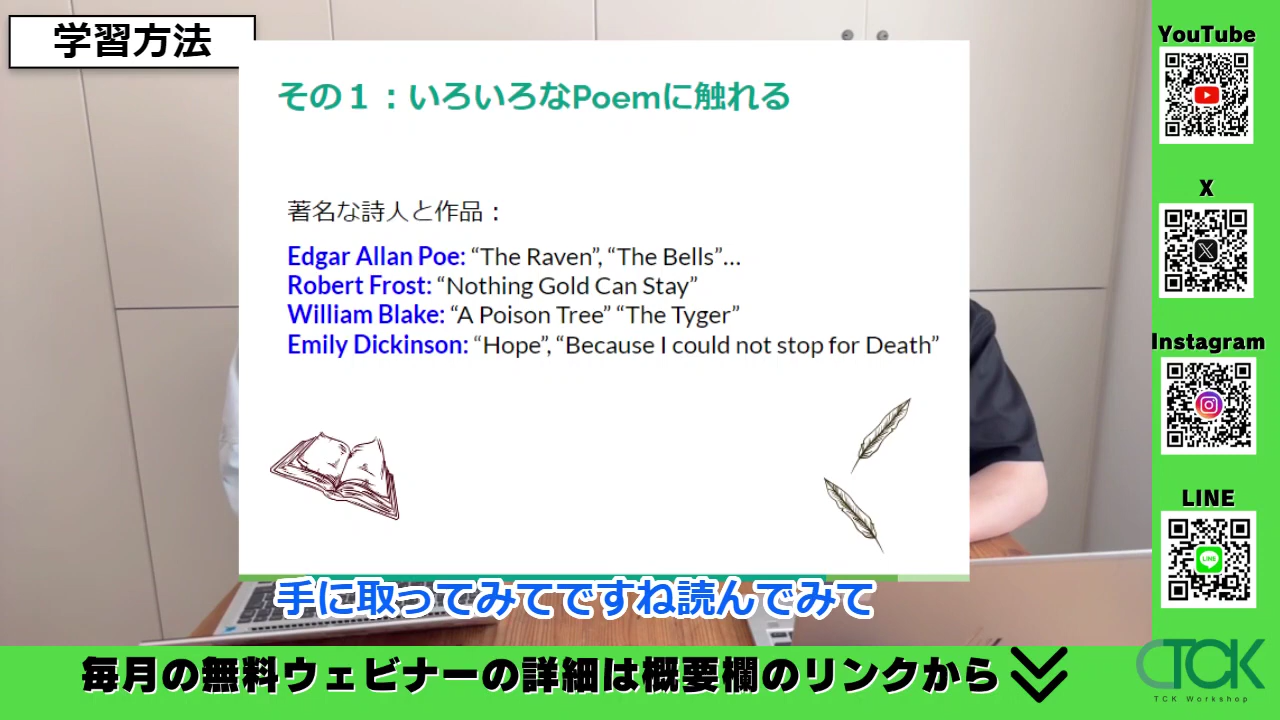 学習方法
その１：いろいろなPoemに触れる
著名な詩人と作品：
Edgar Allan Poe: “The Raven”, “The Bells”...
Robert Frost: “Nothing Gold Can Stay”
William Blake: “A Poison Tree” “The Tyger”
Emily Dickinson: “Hope”, “Because I could not stop for Death”
手に取ってみてですね読んでみて
毎月の無料ウェビナーの詳細は概要欄のリンクから
YouTube
X
Instagram
LINE
TCK
TCK Workshop